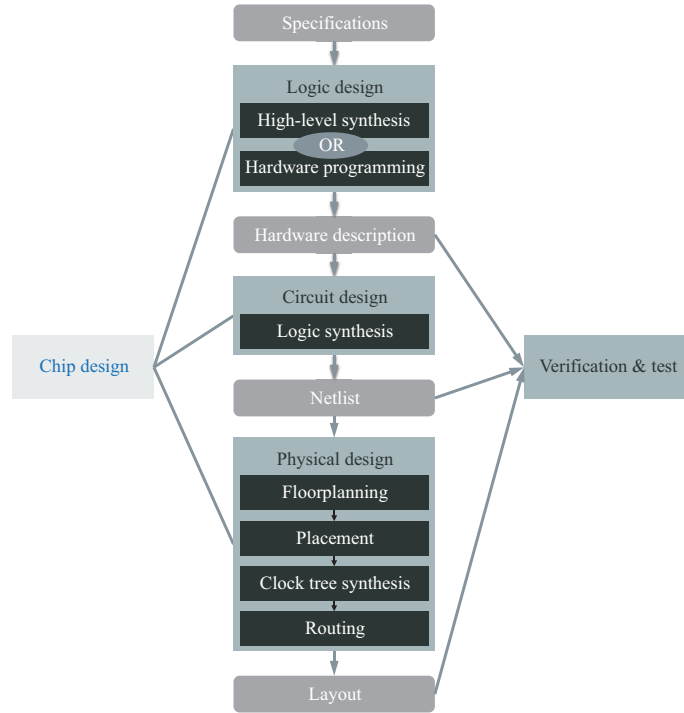 Specifications
Logic design
High-level synthesis
OR
Hardware programming
Hardware description
Circuit design
Logic synthesis
Chip design
Verification & test
Netlist
Physical design
Floorplanning
Placement
Clock tree synthesis
Routing
Layout